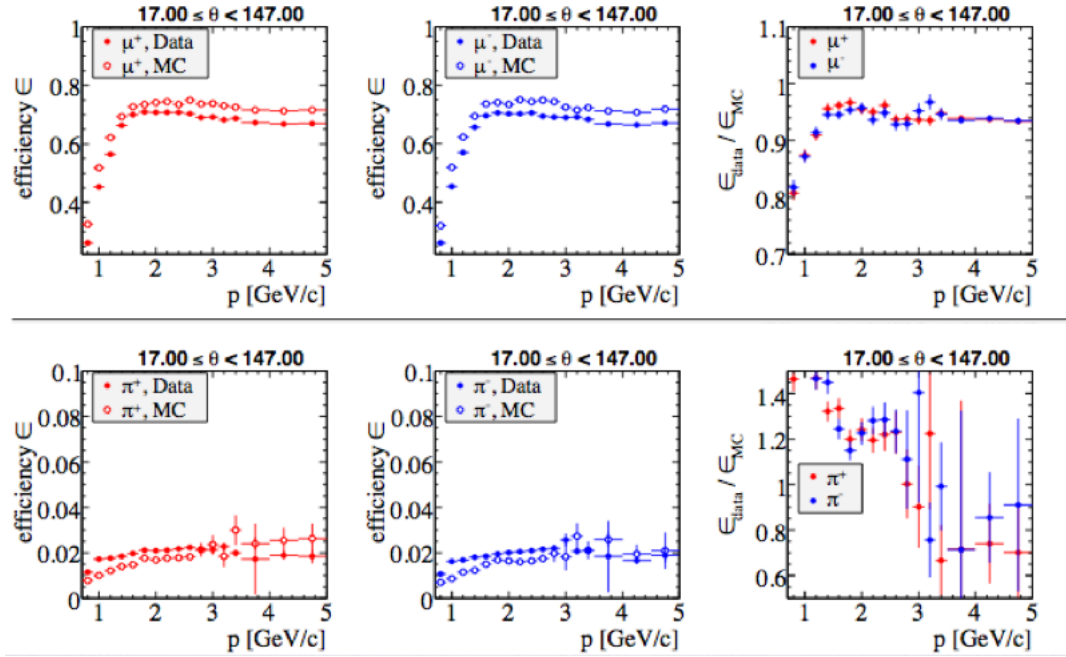 17.00 ≤ θ < 147.00
efficiency ∈
μ⁺, Data
μ⁺, MC
1
0.8
0.6
0.4
1 2 3 4 5
p [GeV/c]
17.00 ≤ θ < 147.00
efficiency ∈
μ⁻, Data
μ⁻, MC
1
0.8
0.6
0.4
1 2 3 4 5
p [GeV/c]
17.00 ≤ θ < 147.00
∈data / ∈MC
μ⁺
μ⁻
1.1
1
0.9
0.8
0.7
1 2 3 4 5
p [GeV/c]
17.00 ≤ θ < 147.00
efficiency ∈
π⁺, Data
π⁺, MC
0.1
0.08
0.06
0.04
0.02
0
1 2 3 4 5
p [GeV/c]
17.00 ≤ θ < 147.00
efficiency ∈
π⁻, Data
π⁻, MC
0.1
0.08
0.06
0.04
0.02
0
1 2 3 4 5
p [GeV/c]
17.00 ≤ θ < 147.00
∈data / ∈MC
1.4
1.2
1
0.8
0.6
π⁺
π⁻
1 2 3 4 5
p [GeV/c]